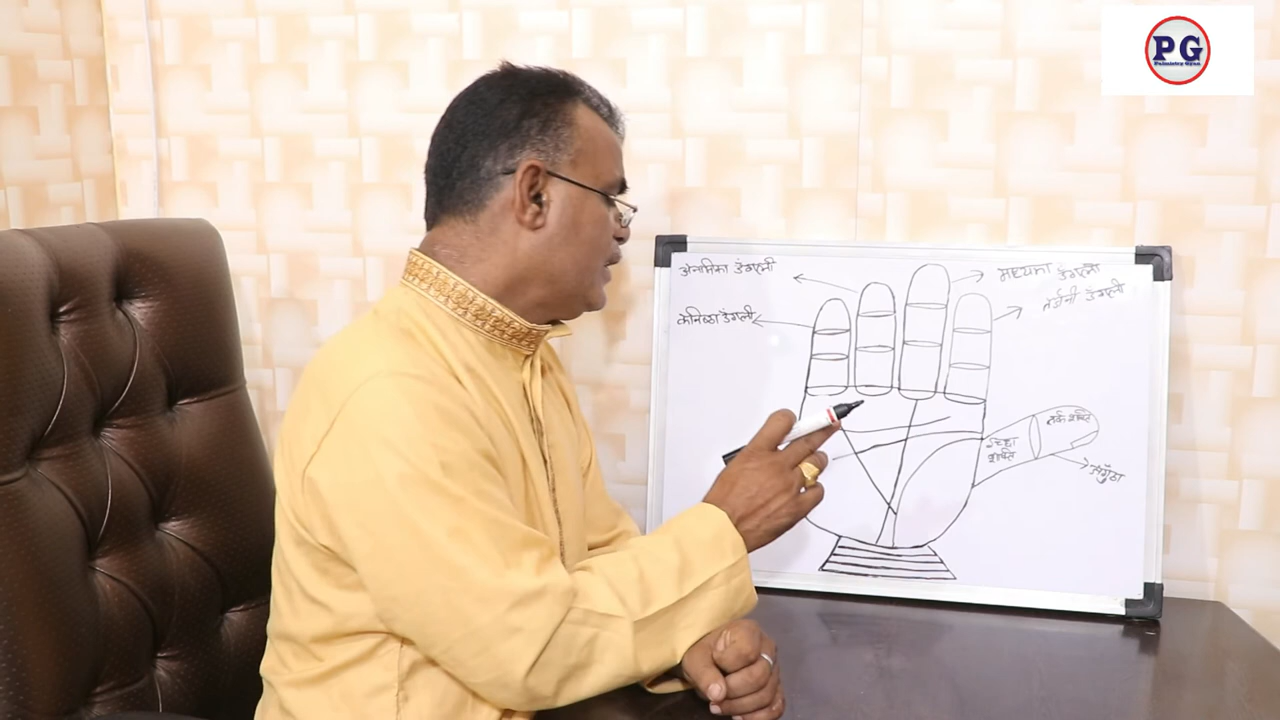 PG
Palmistry Gyan
अनामिका उंगली
मध्यमा उंगली
तर्जनी उंगली
कनिष्ठा उंगली
तर्क शक्ति
इच्छा
शक्ति
अंगुँठा